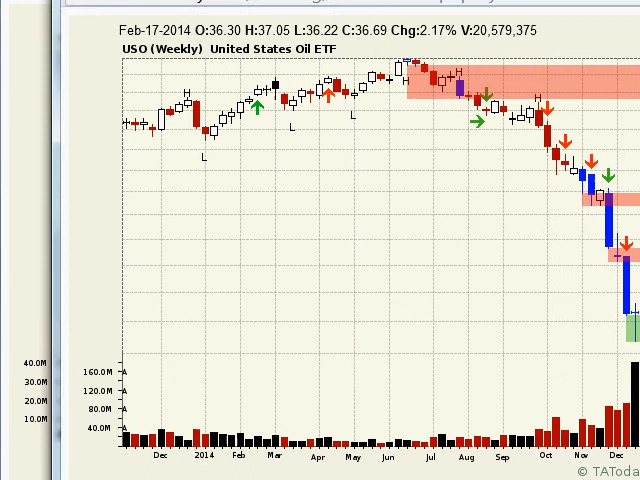 Feb-17-2014 O:36.30 H:37.05 L:36.22 C:36.69 Chg:2.17% V:20,579,375
USO (Weekly) United States Oil ETF
H
H
H
H
L
L
L
40.0M
30.0M
20.0M
10.0M
160.0M
120.0M
80.0M
40.0M
A
A
A
A
Dec 2014 Feb Mar Apr May Jun Jul Aug Sep Oct Nov Dec
© TAToda